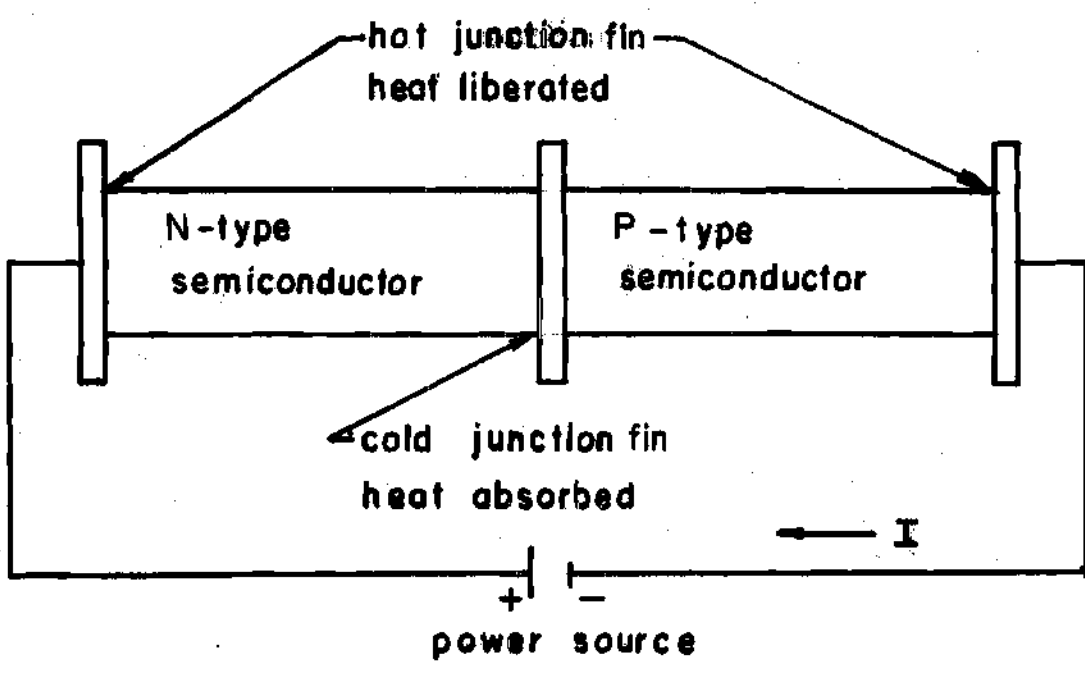 hot junction fin
heat liberated
N-type
semiconductor
P-type
semiconductor
cold junction fin
heat absorbed
I
+ −
power source